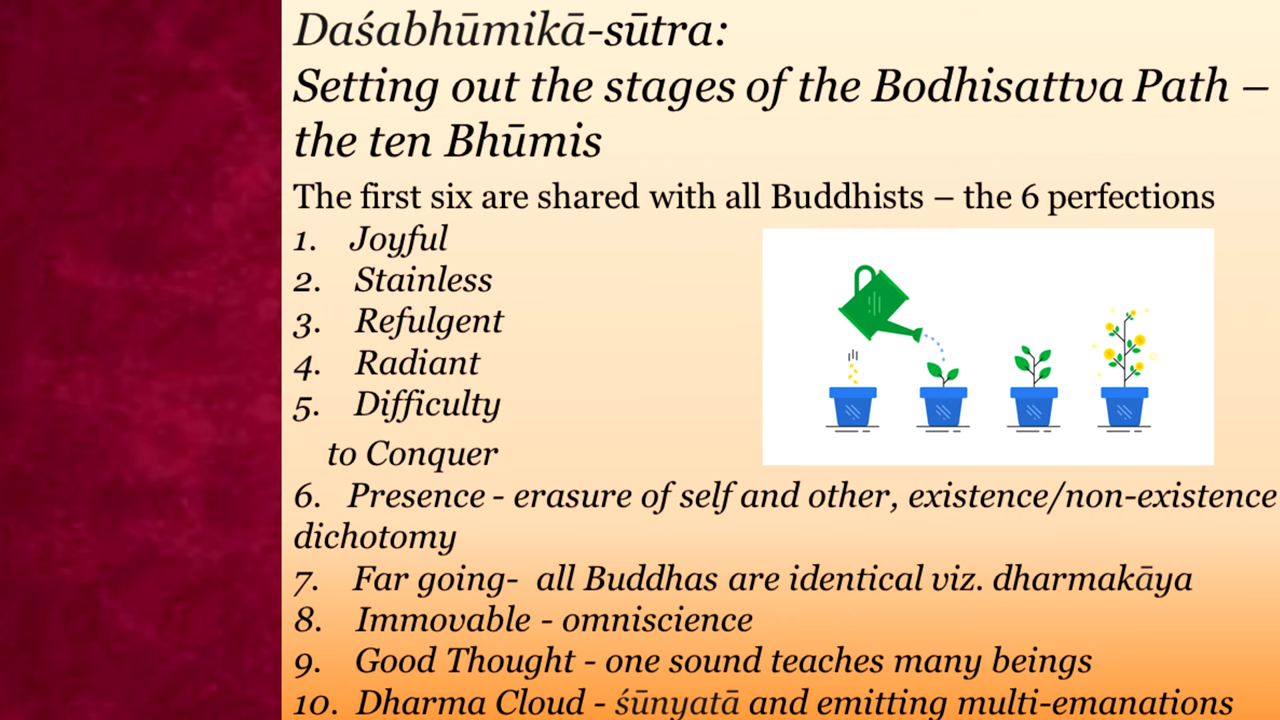 Daśabhūmikā-sūtra:
Setting out the stages of the Bodhisattva Path –
the ten Bhūmis
The first six are shared with all Buddhists – the 6 perfections
1. Joyful
2. Stainless
3. Refulgent
4. Radiant
5. Difficulty
to Conquer
6. Presence - erasure of self and other, existence/non-existence
dichotomy
7. Far going- all Buddhas are identical viz. dharmakāya
8. Immovable - omniscience
9. Good Thought - one sound teaches many beings
10. Dharma Cloud - śūnyatā and emitting multi-emanations